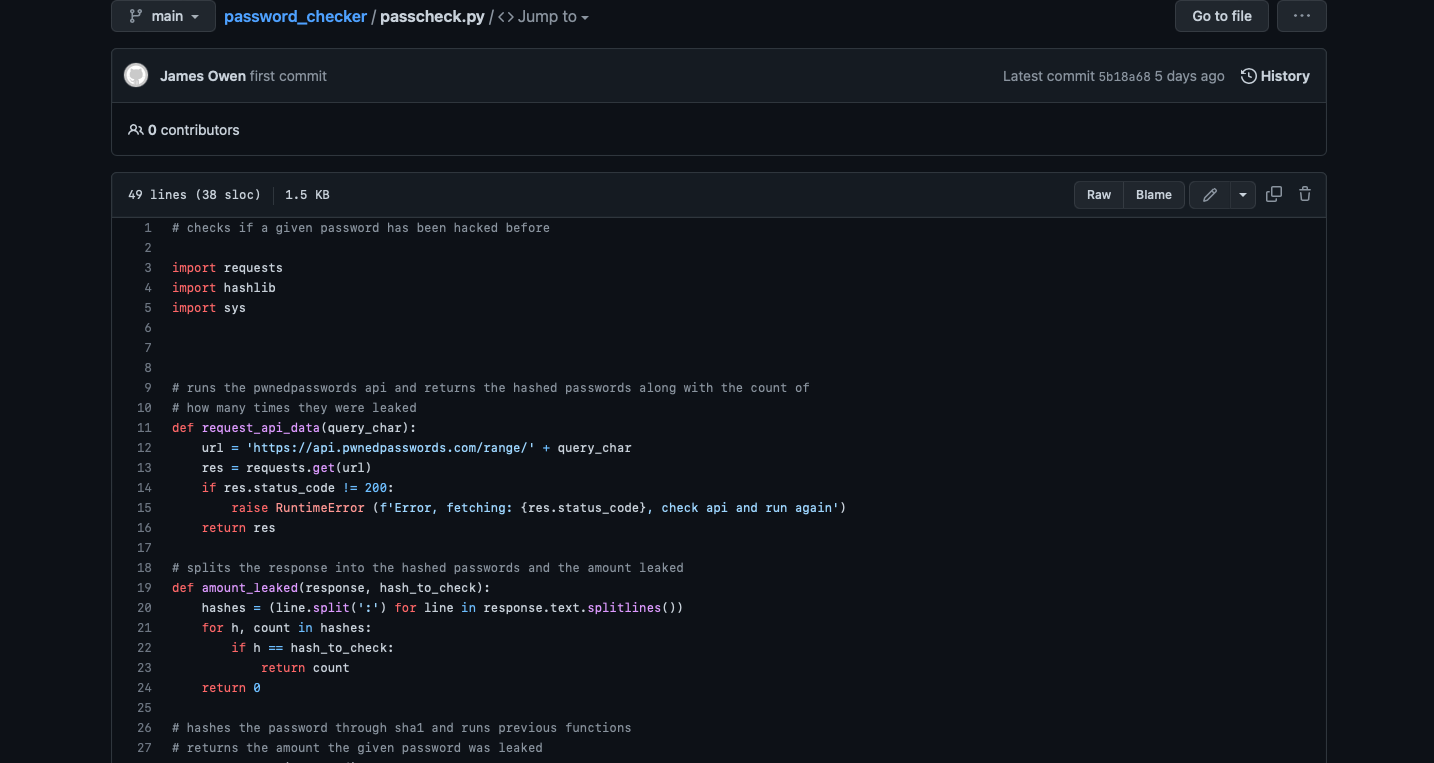 main password_checker / passcheck.py / <> Jump to
Go to file ...
James Owen first commit
Latest commit 5b18a68 5 days ago History
0 contributors
49 lines (38 sloc) 1.5 KB
Raw Blame
1 # checks if a given password has been hacked before
2
3 import requests
4 import hashlib
5 import sys
6
7
8
9 # runs the pwnedpasswords api and returns the hashed passwords along with the count of
10 # how many times they were leaked
11 def request_api_data(query_char):
12     url = 'https://api.pwnedpasswords.com/range/' + query_char
13     res = requests.get(url)
14     if res.status_code != 200:
15         raise RuntimeError (f'Error, fetching: {res.status_code}, check api and run again')
16     return res
17
18 # splits the response into the hashed passwords and the amount leaked
19 def amount_leaked(response, hash_to_check):
20     hashes = (line.split(':') for line in response.text.splitlines())
21     for h, count in hashes:
22         if h == hash_to_check:
23             return count
24     return 0
25
26 # hashes the password through sha1 and runs previous functions
27 # returns the amount the given password was leaked